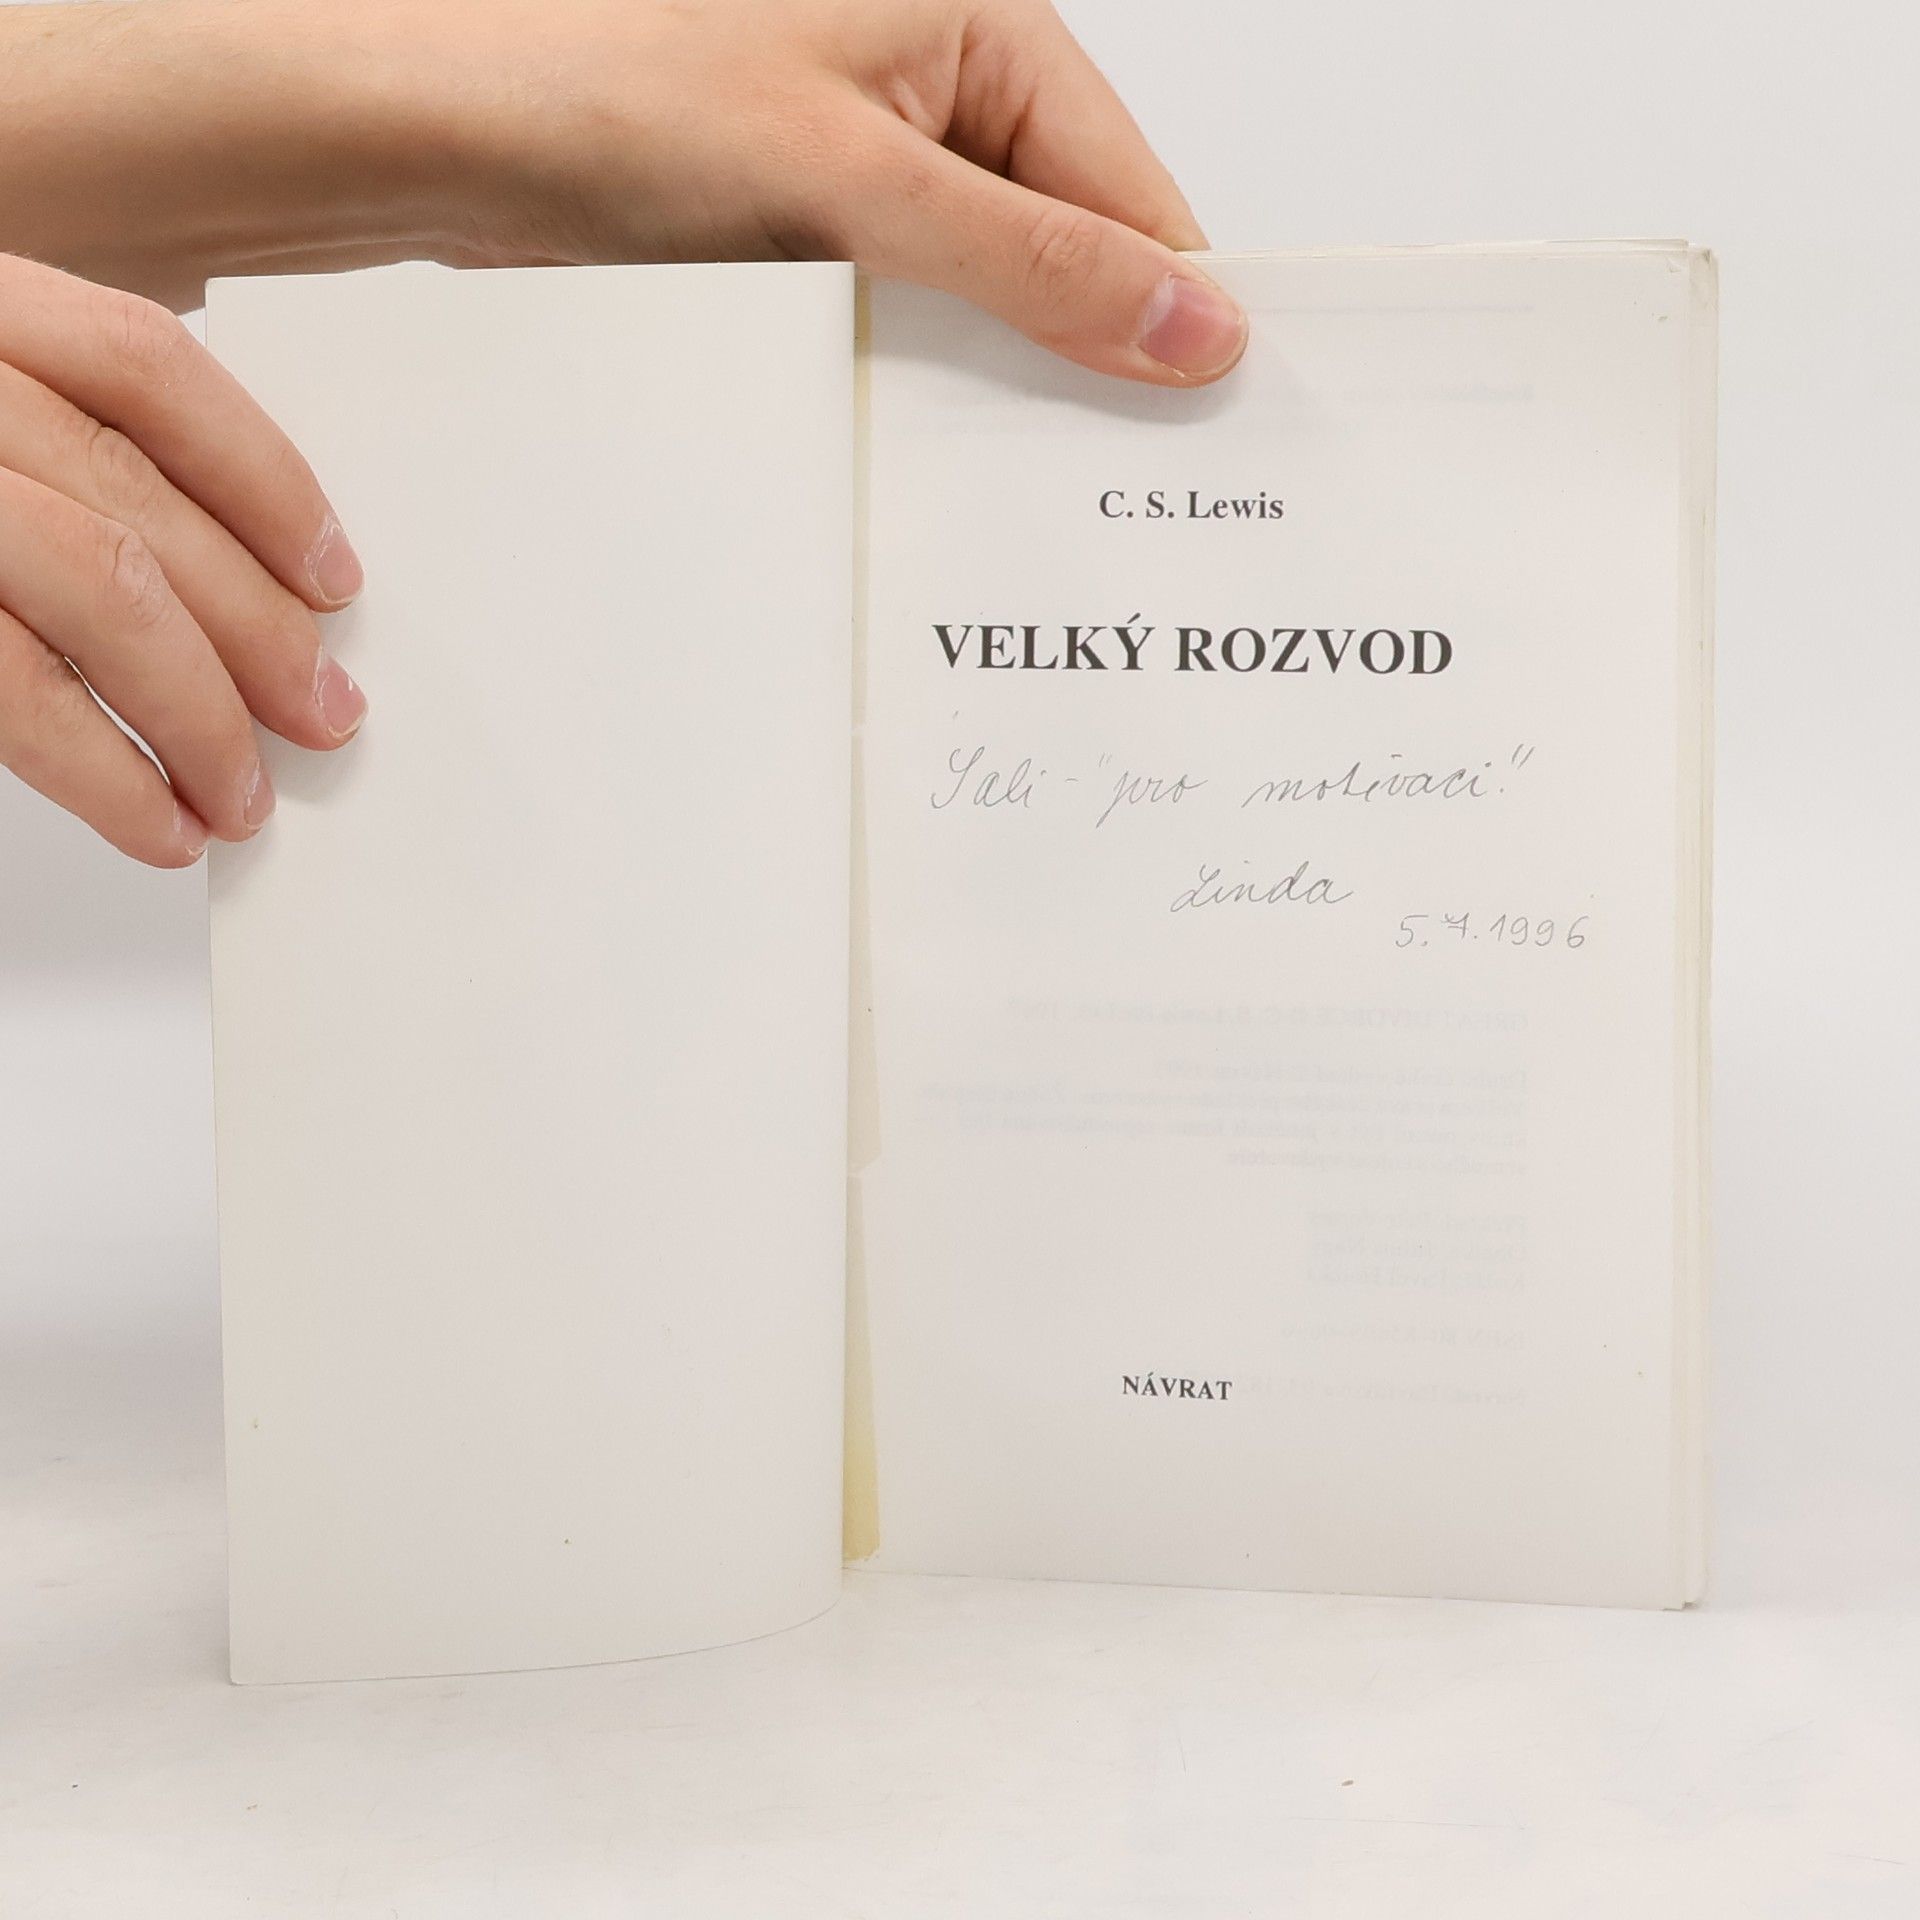 C. S. Lewis
VELKÝ ROZVOD
Sali - "pro motivaci."
Linda
5.7.1996
NÁVRAT